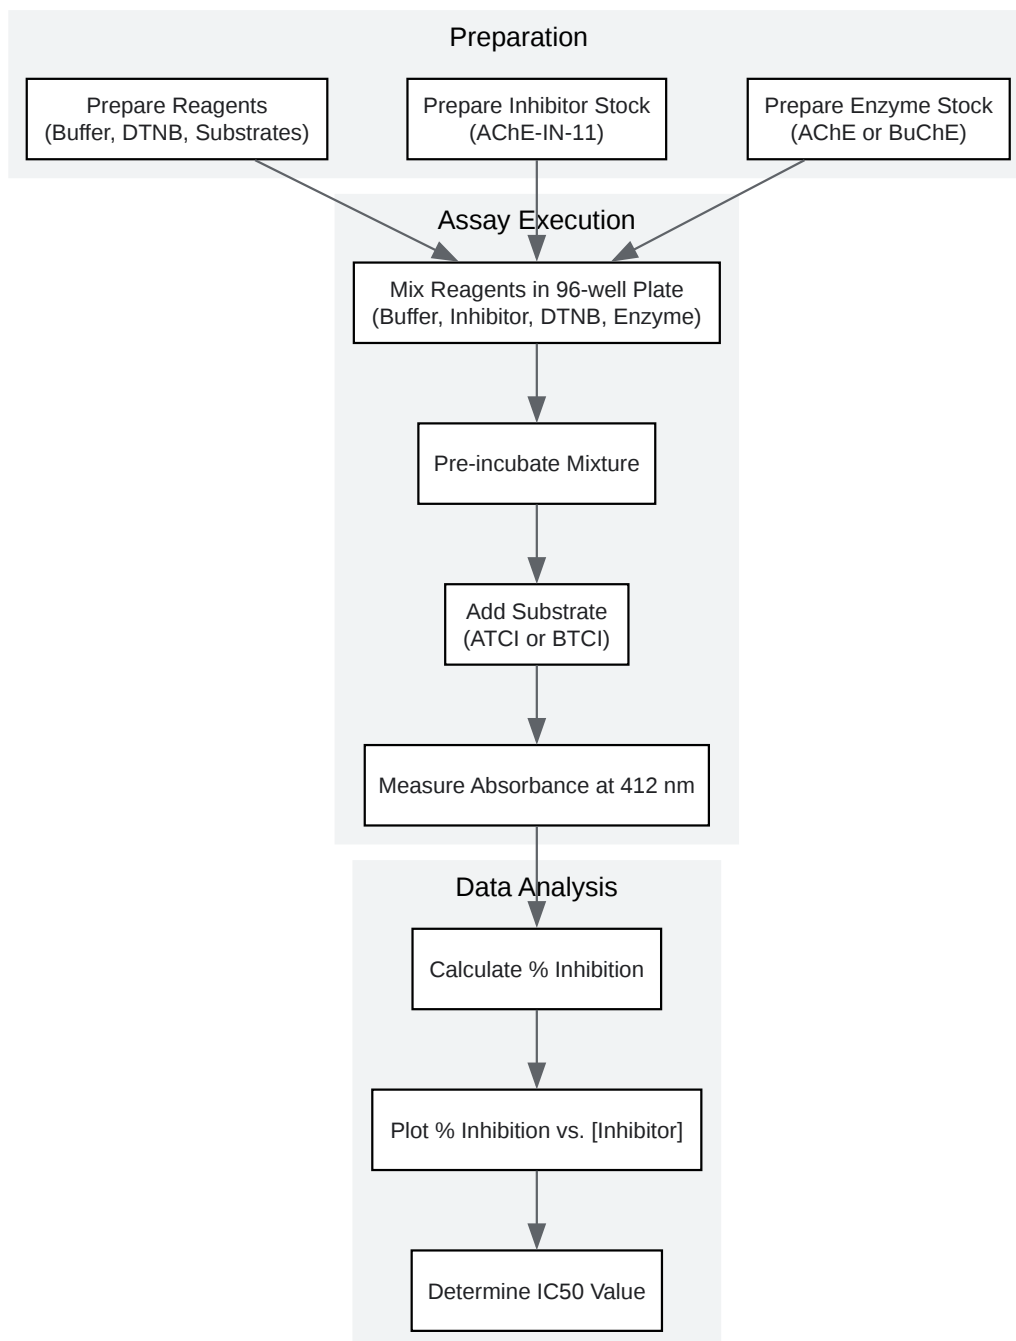 Preparation
Prepare Reagents
(Buffer, DTNB, Substrates)
Prepare Inhibitor Stock
(AChE-IN-11)
Prepare Enzyme Stock
(AChE or BuChE)
Assay Execution
Mix Reagents in 96-well Plate
(Buffer, Inhibitor, DTNB, Enzyme)
Pre-incubate Mixture
Add Substrate
(ATCI or BTCI)
Measure Absorbance at 412 nm
Data Analysis
Calculate % Inhibition
Plot % Inhibition vs. [Inhibitor]
Determine IC50 Value